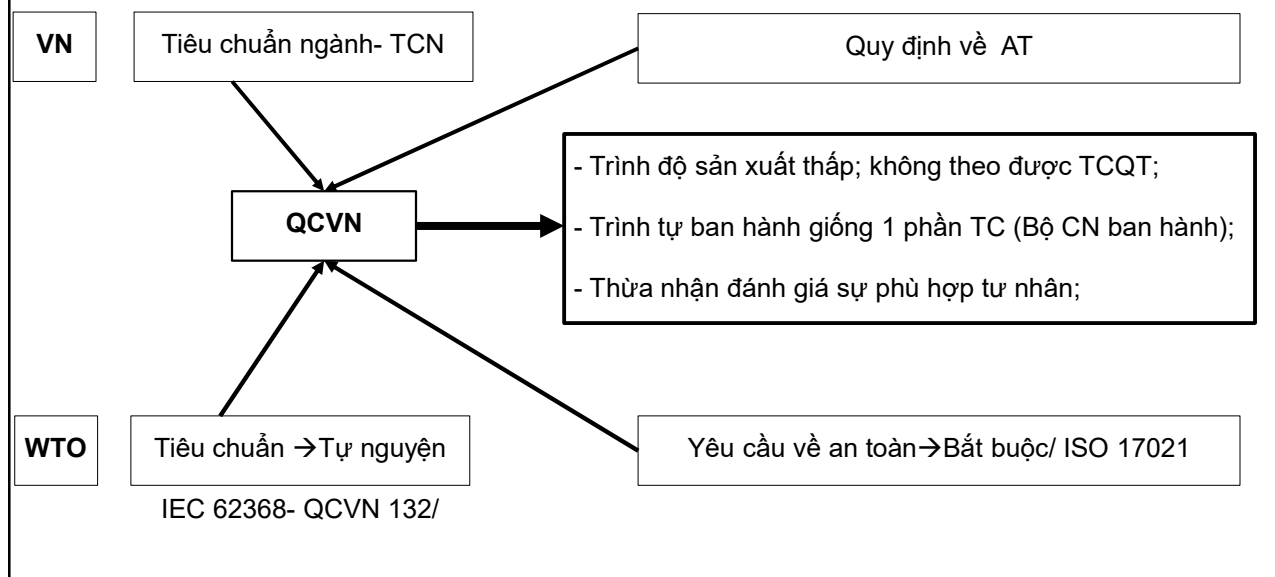 VN
Tiêu chuẩn ngành- TCN
Quy định về AT
QCVN
- Trình độ sản xuất thấp; không theo được TCQT;
- Trình tự ban hành giống 1 phần TC (Bộ CN ban hành);
- Thừa nhận đánh giá sự phù hợp tư nhân;
WTO
Tiêu chuẩn →Tự nguyện
Yêu cầu về an toàn→Bắt buộc/ ISO 17021
IEC 62368- QCVN 132/